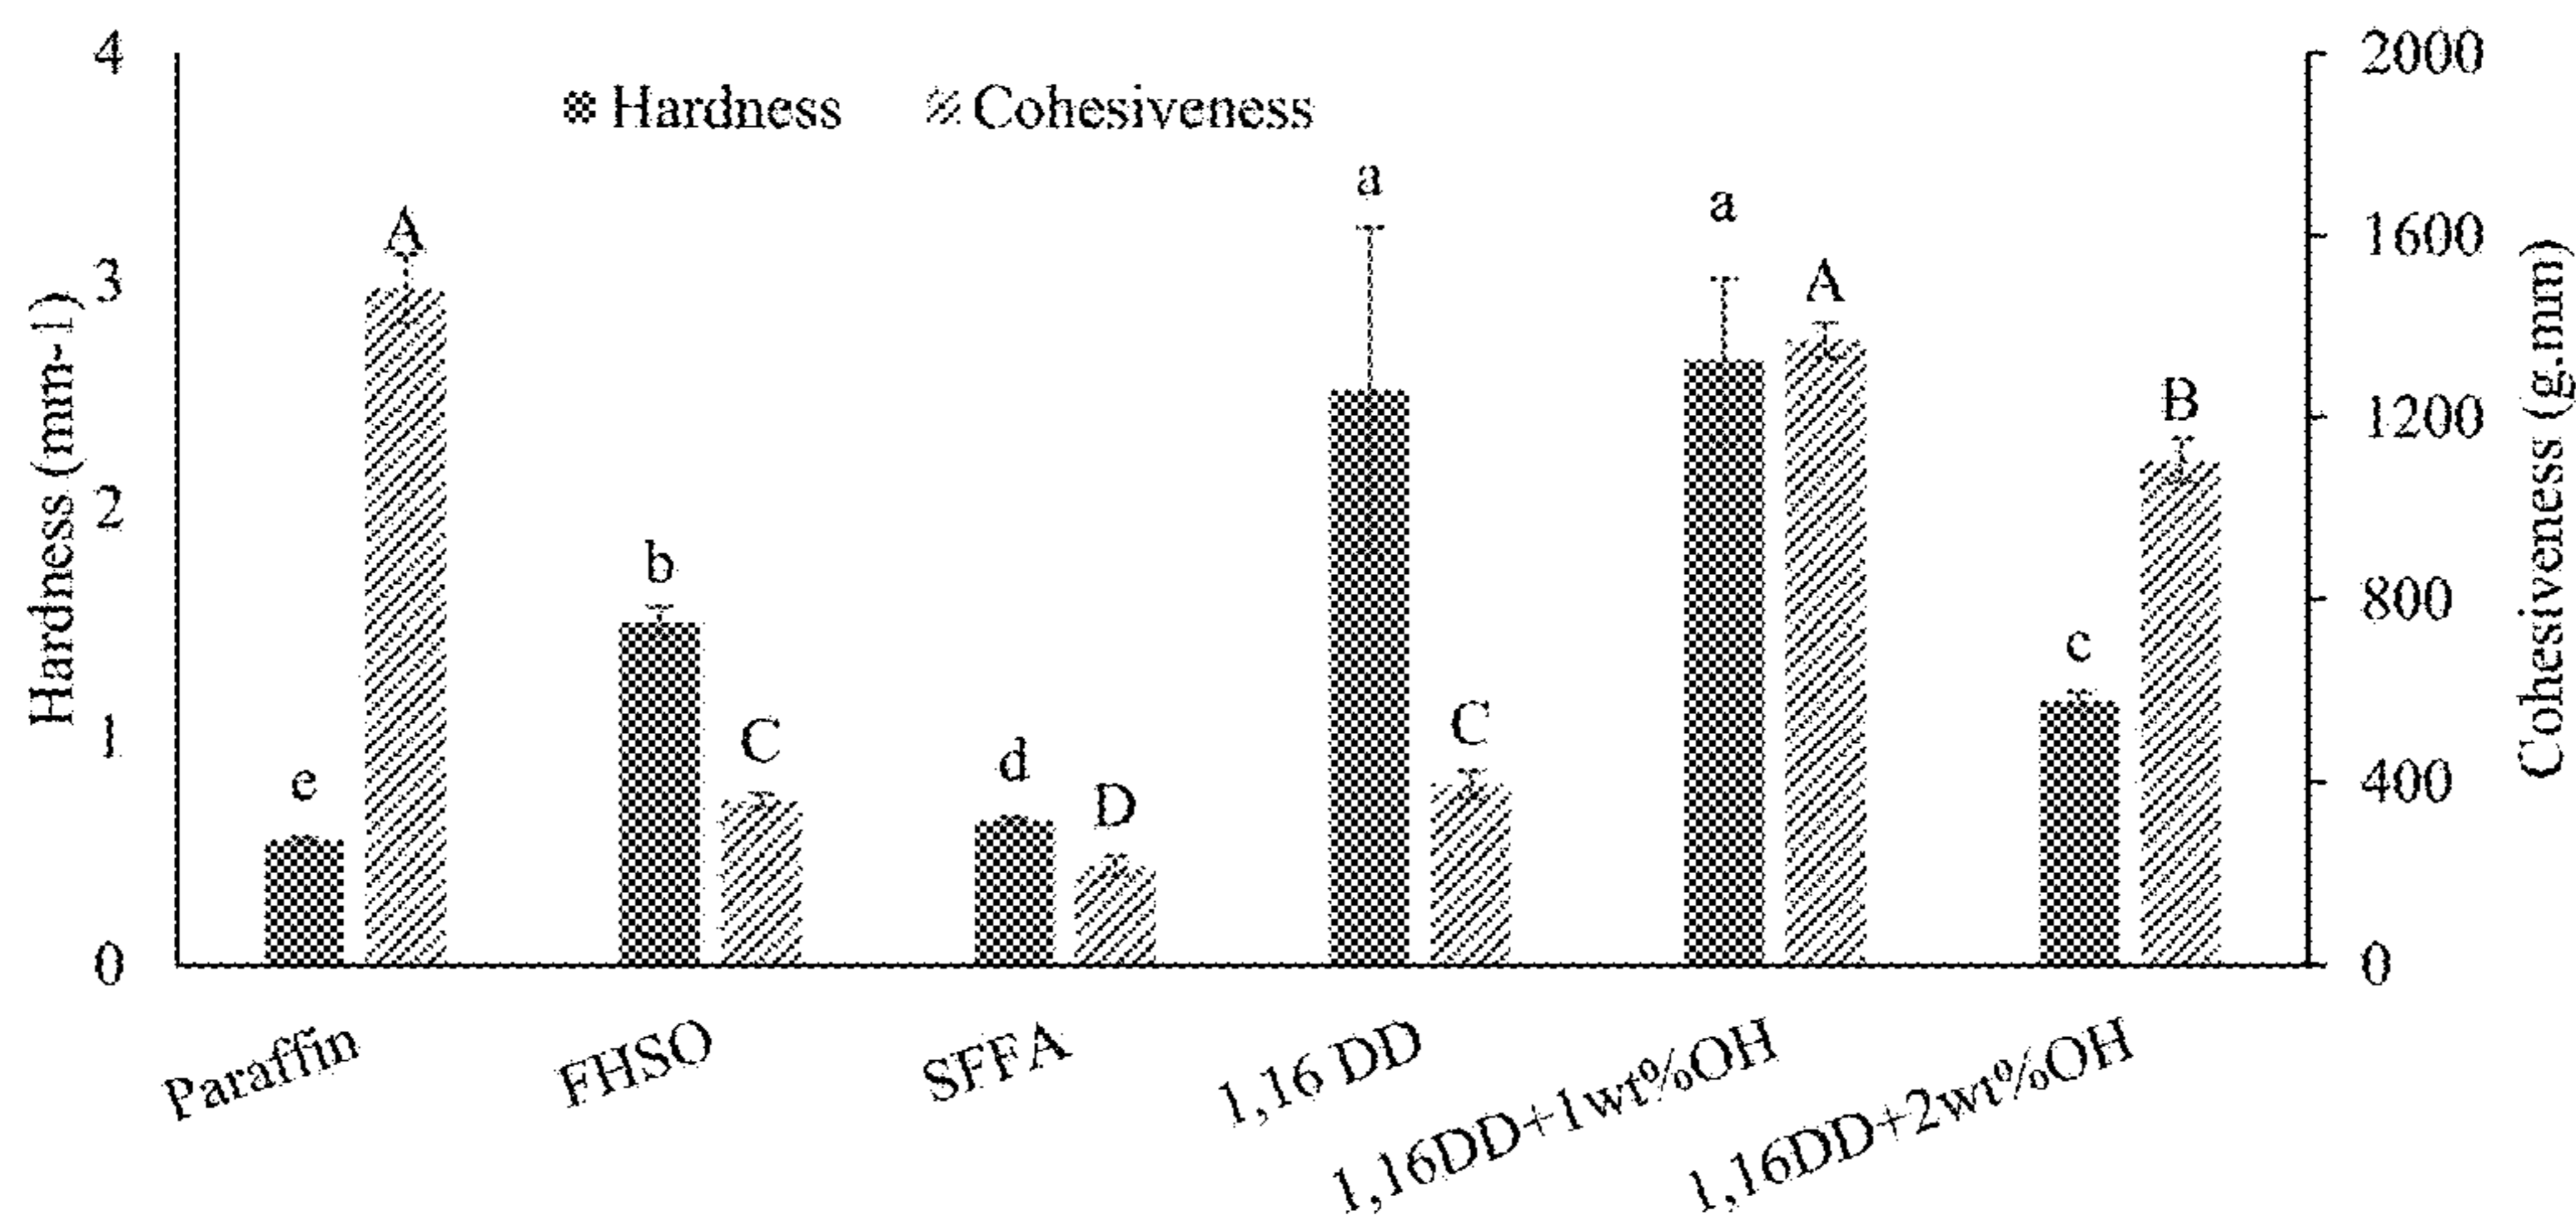 Hardness Cohesiveness
Hardness (mm-1)
4
3
2
1
0
Cohesiveness (g.mm)
2000
1600
1200
800
400
0
e A
b C
d D
a C
a A
c B
Paraffin
FHSO
SFFA
1,16 DD
1,16DD+1wt%OH
1,16DD+2wt%OH